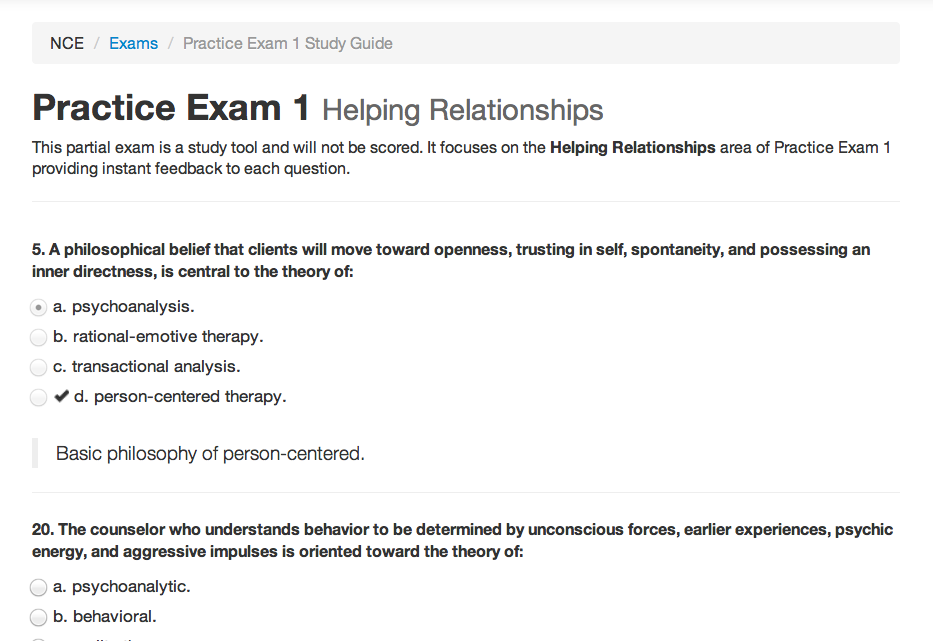 NCE / Exams / Practice Exam 1 Study Guide
Practice Exam 1 Helping Relationships
This partial exam is a study tool and will not be scored. It focuses on the Helping Relationships area of Practice Exam 1
providing instant feedback to each question.
5. A philosophical belief that clients will move toward openness, trusting in self, spontaneity, and possessing an
inner directness, is central to the theory of:
a. psychoanalysis.
b. rational-emotive therapy.
c. transactional analysis.
d. person-centered therapy.
Basic philosophy of person-centered.
20. The counselor who understands behavior to be determined by unconscious forces, earlier experiences, psychic
energy, and aggressive impulses is oriented toward the theory of:
a. psychoanalytic.
b. behavioral.